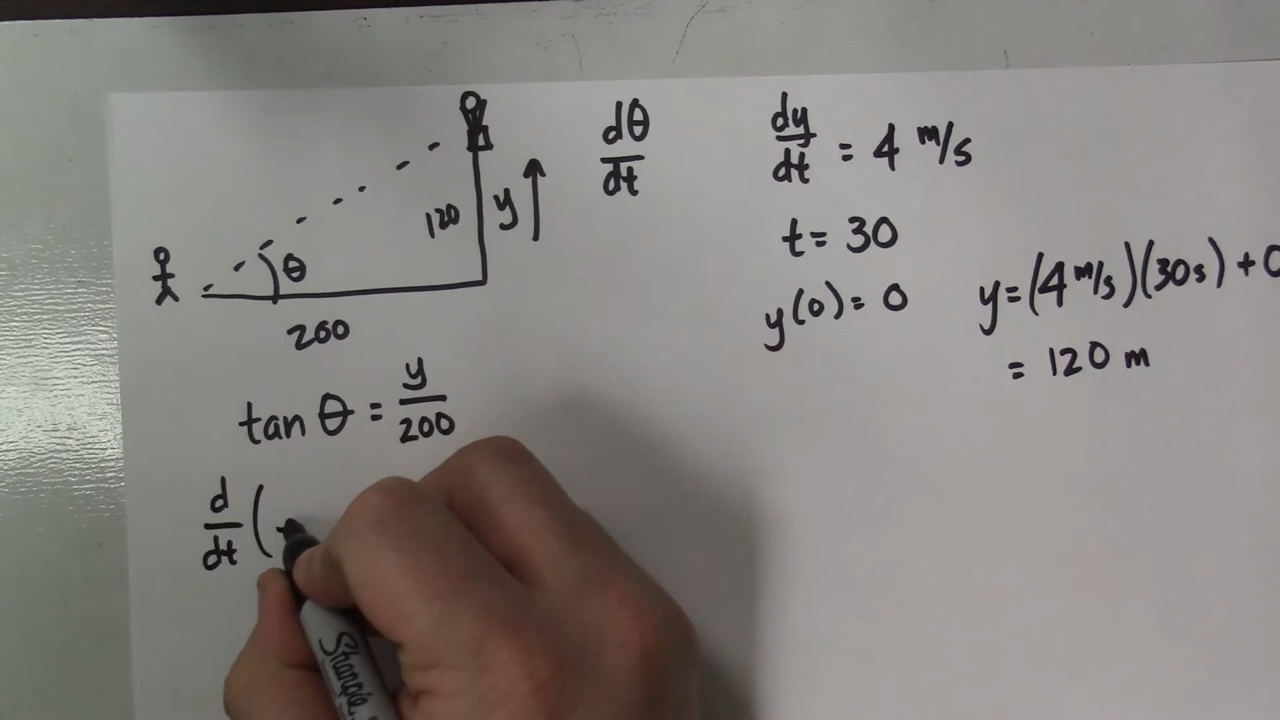 dθ/dt
dy/dt = 4 m/s
120 y
θ
200
t = 30
y(0) = 0
y = (4 m/s)(30s) + 0
= 120 m
tan θ = y/200
d/dt (
Sharpie